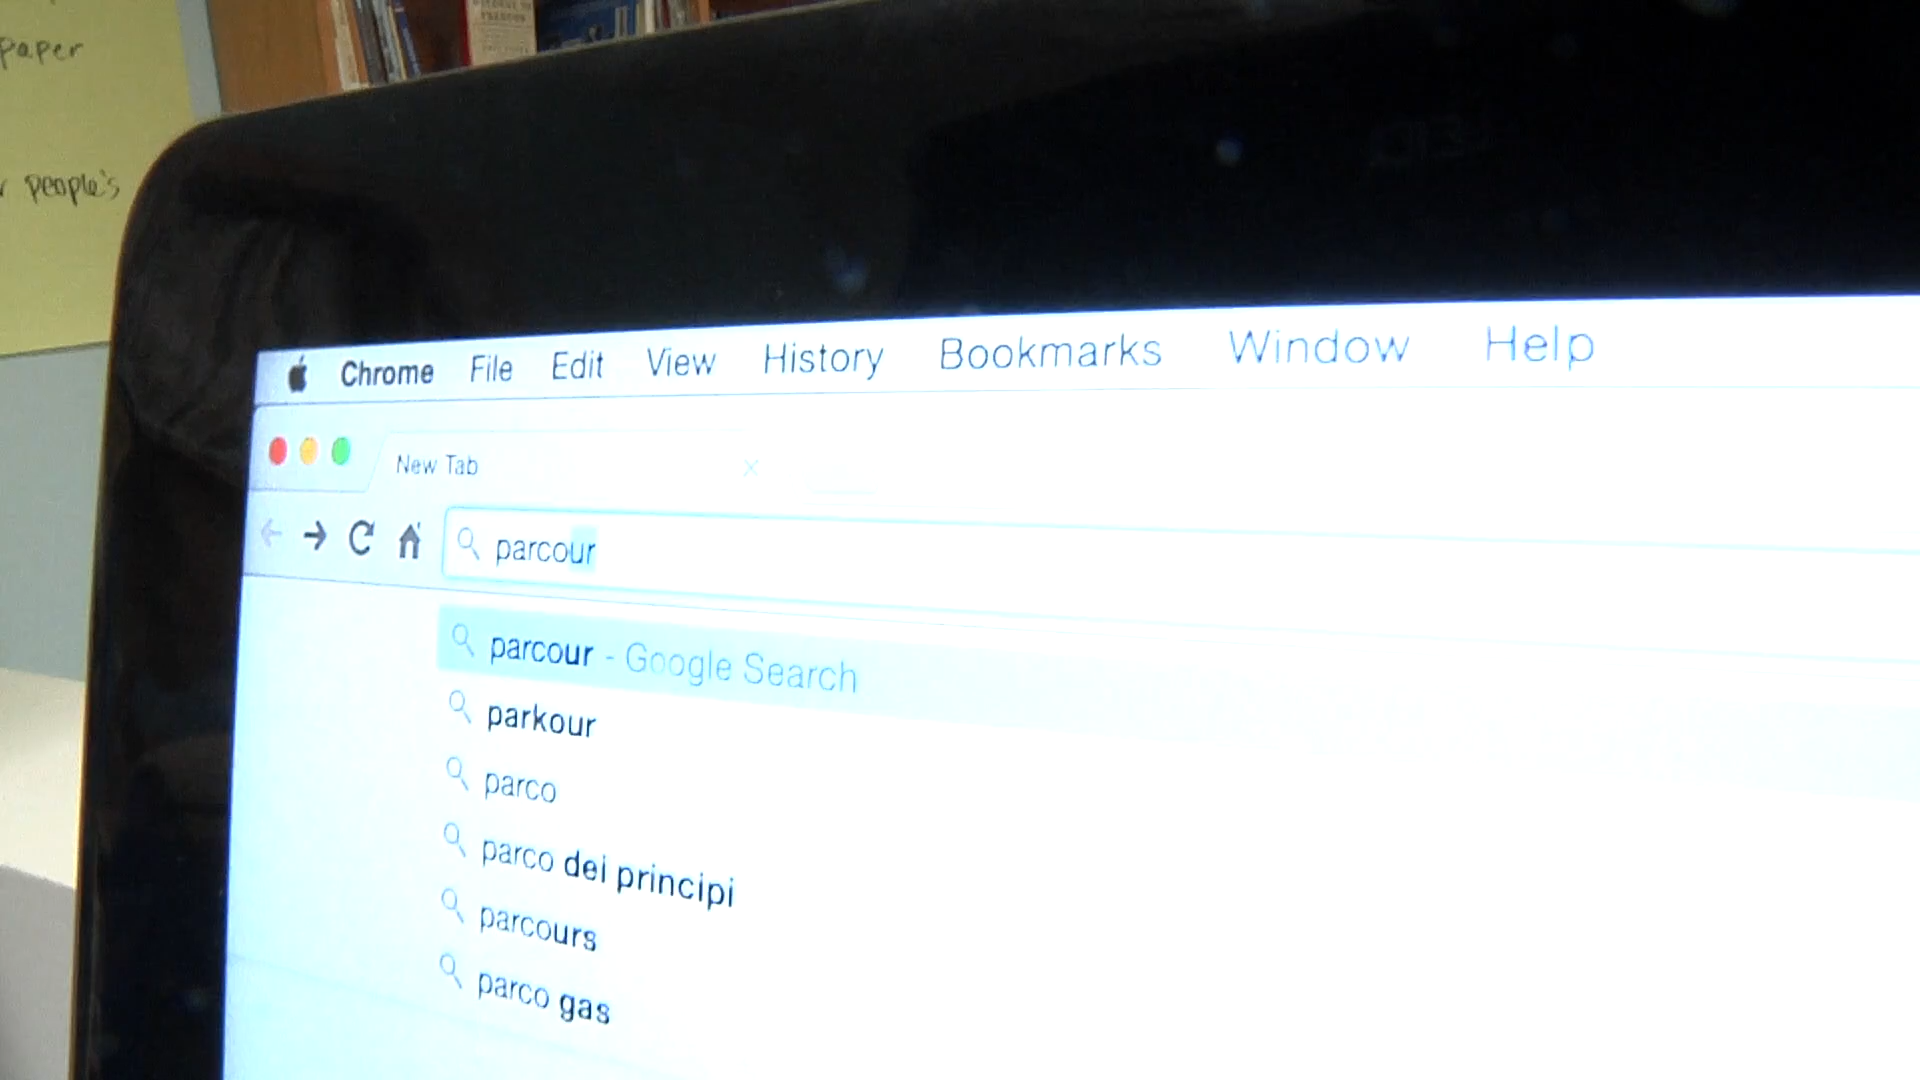 paper
people's
Chrome File Edit View History Bookmarks Window Help
New Tab
parcour
parcour - Google Search
parkour
parco
parco dei principi
parcours
parco gas